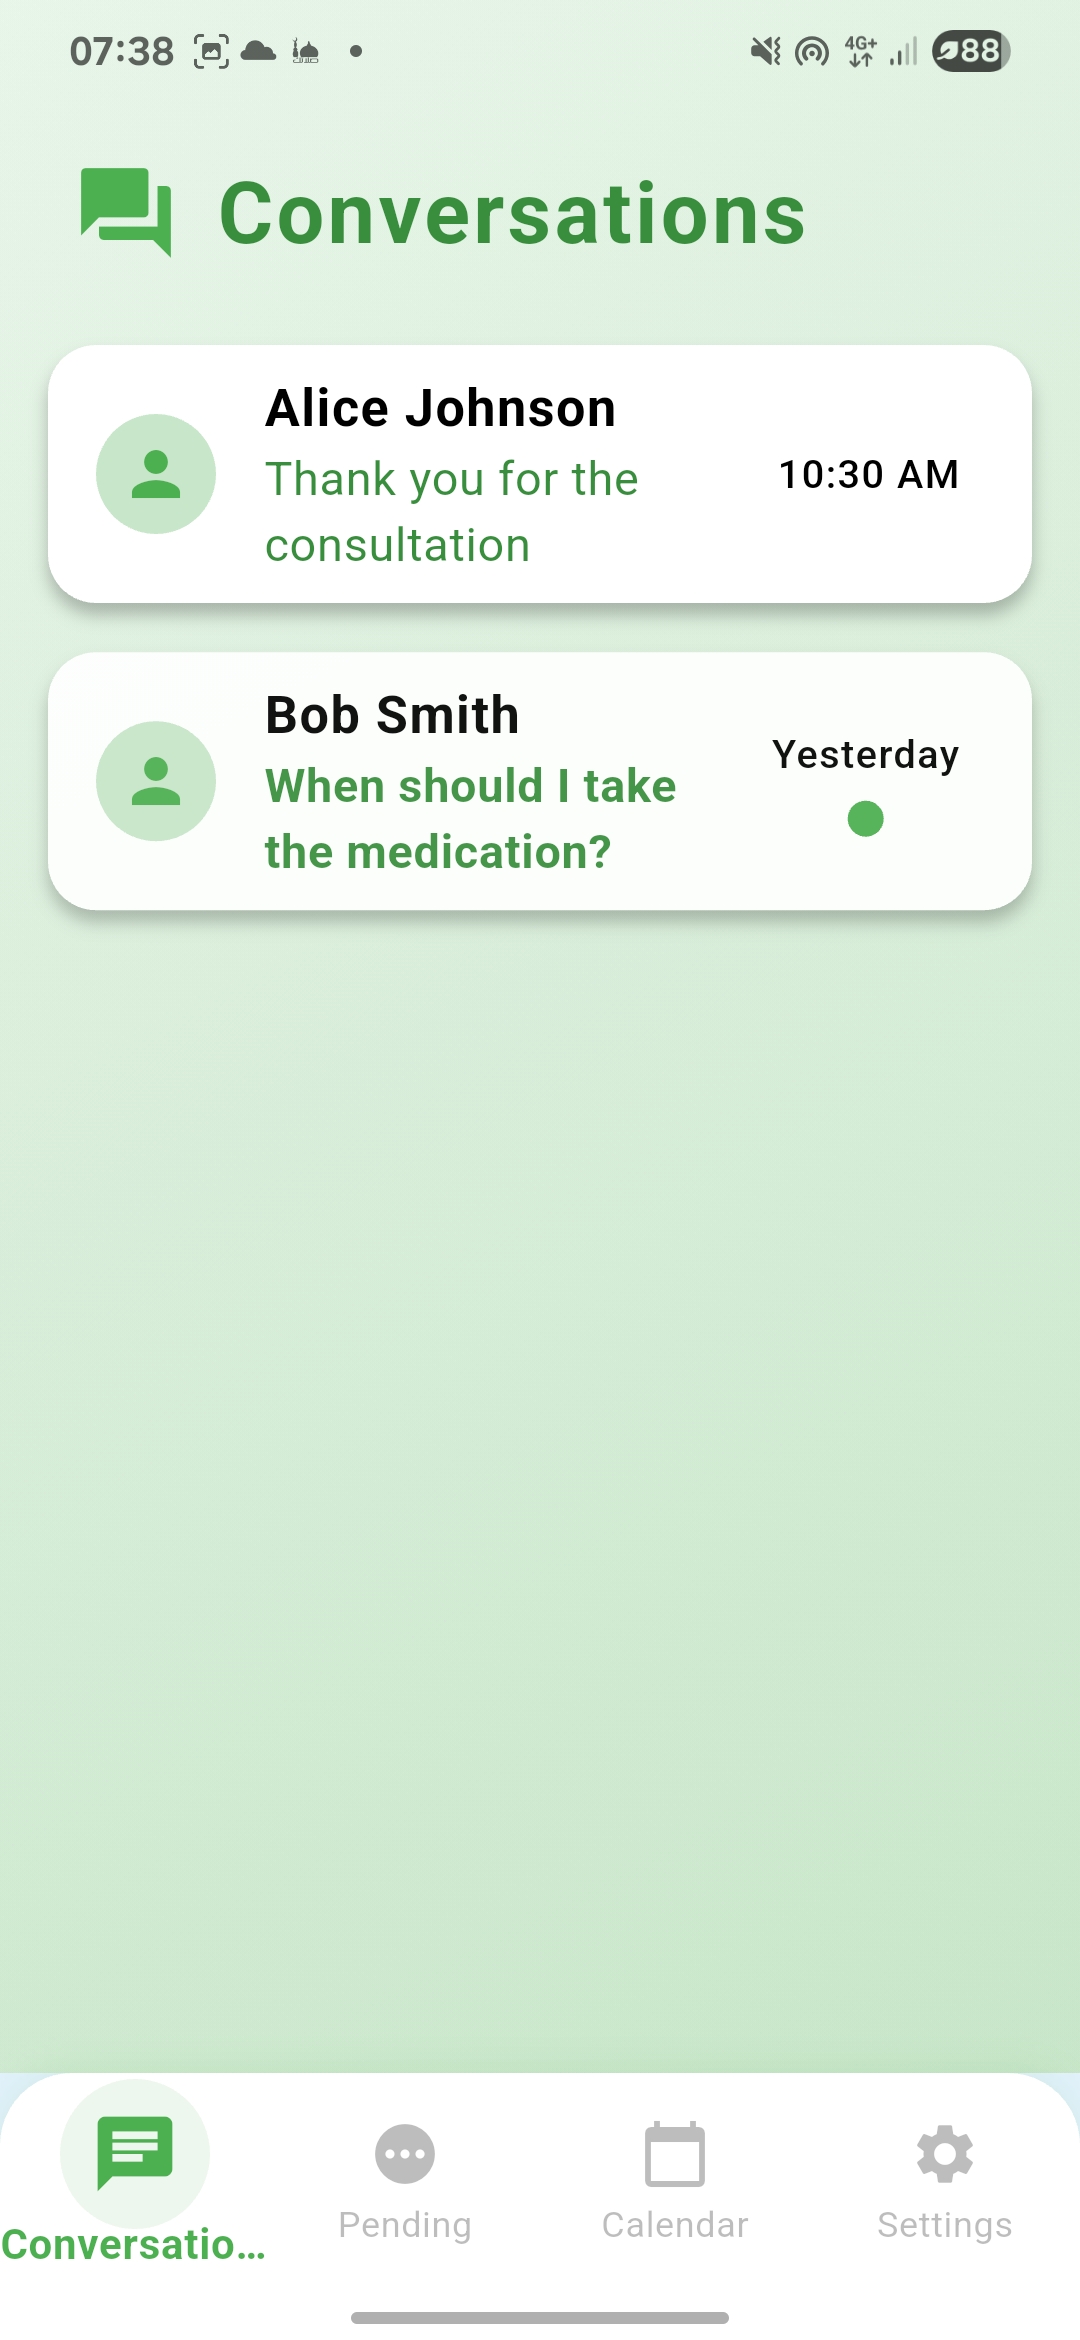 07:38
4G+
88
Conversations
Alice Johnson
Thank you for the
consultation
10:30 AM
Bob Smith
When should I take
the medication?
Yesterday
Conversatio...
Pending
Calendar
Settings